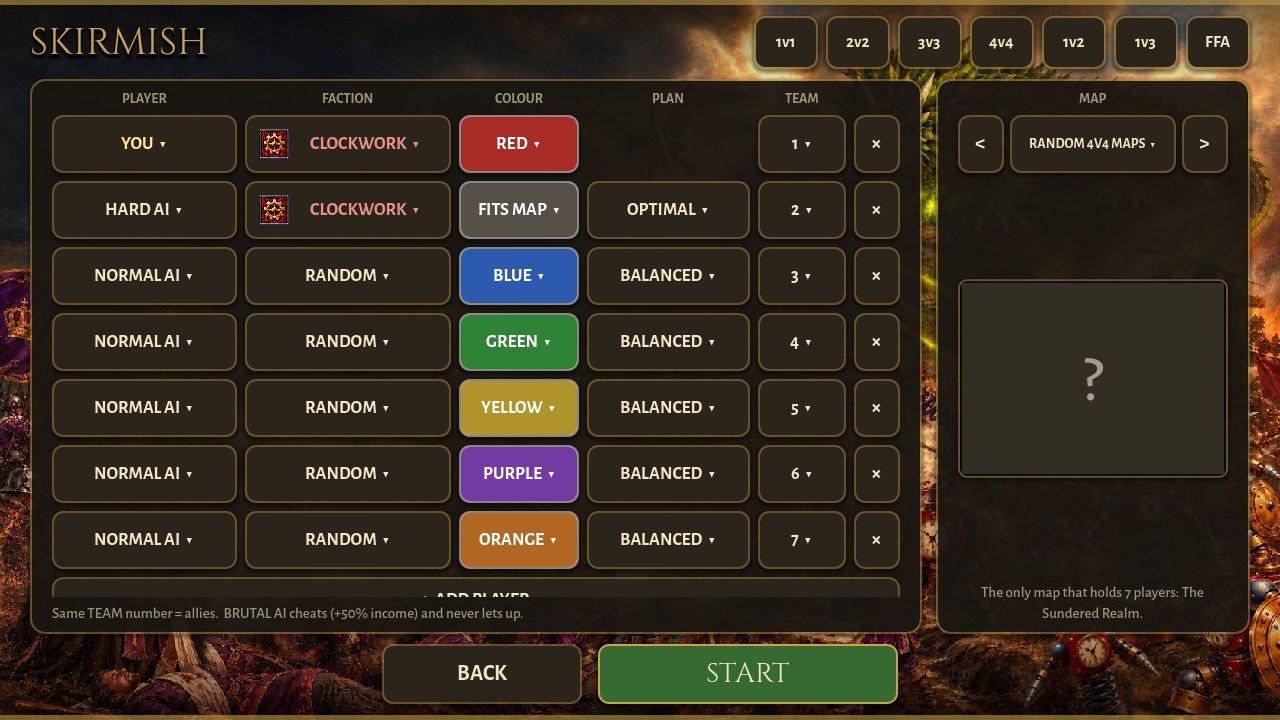 SKIRMISH
1v1 2v2 3v3 4v4 1v2 1v3 FFA
PLAYER FACTION COLOUR PLAN TEAM
YOU CLOCKWORK RED 1 ×
HARD AI CLOCKWORK FITS MAP OPTIMAL 2 ×
NORMAL AI RANDOM BLUE BALANCED 3 ×
NORMAL AI RANDOM GREEN BALANCED 4 ×
NORMAL AI RANDOM YELLOW BALANCED 5 ×
NORMAL AI RANDOM PURPLE BALANCED 6 ×
NORMAL AI RANDOM ORANGE BALANCED 7 ×
+ ADD PLAYER
Same TEAM number = allies. BRUTAL AI cheats (+50% income) and never lets up.
MAP
< RANDOM 4V4 MAPS >
?
The only map that holds 7 players: The
Sundered Realm.
BACK START